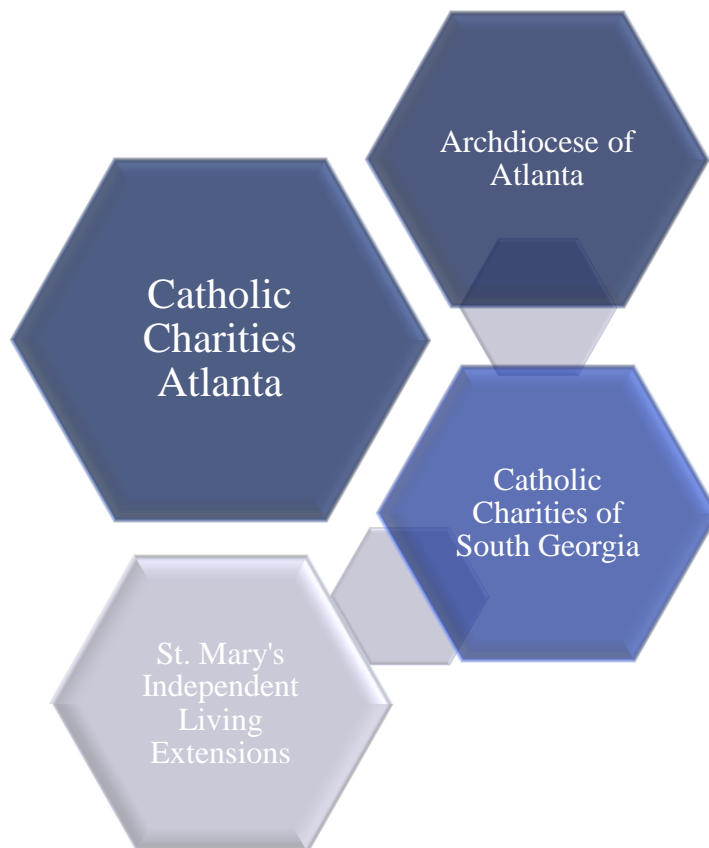 Archdiocese of
Atlanta
Catholic
Charities
Atlanta
Catholic
Charities of
South Georgia
St. Mary's
Independent
Living
Extensions